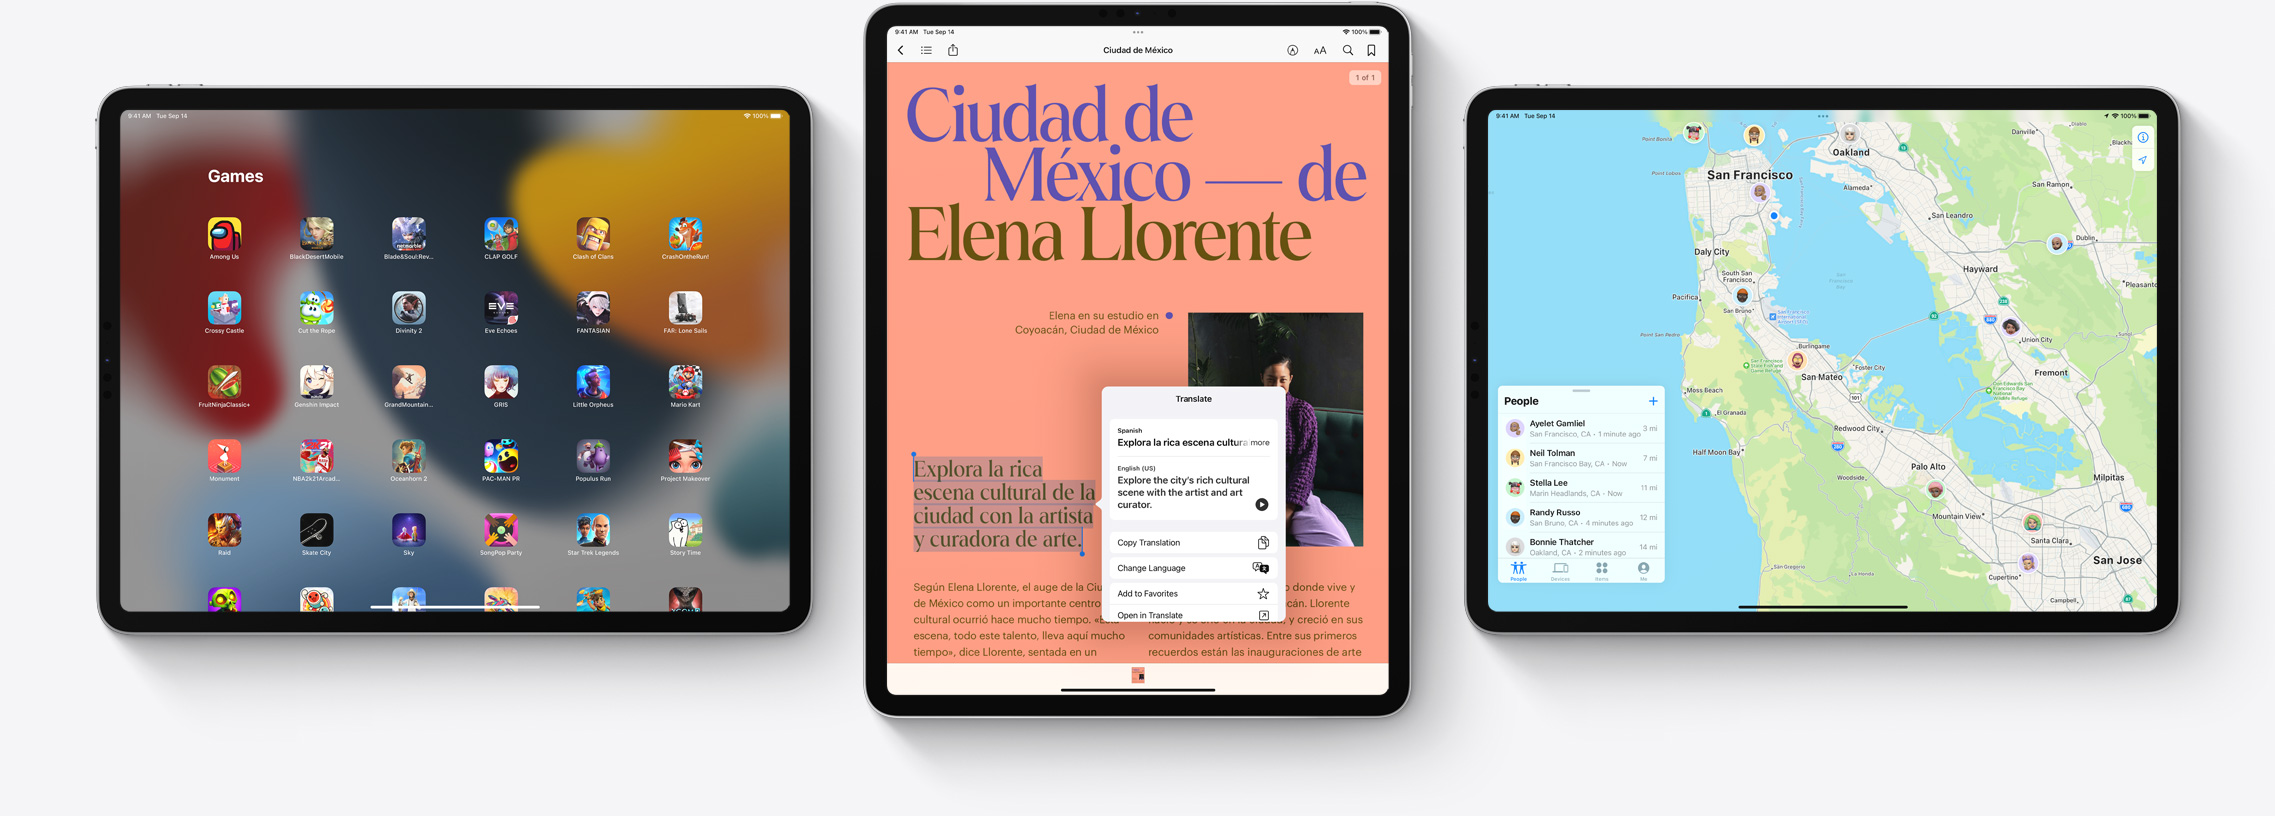 9:41 AM Tue Sep 14
100%
Games
Among Us
BlackDesertMobile
Blade&Soul:Rev...
CLAP GOLF
Clash of Clans
CrashOntheRun!
Crossy Castle
Cut the Rope
Divinity 2
Eve Echoes
FANTASIAN
FAR: Lone Sails
FruitNinjaClassic+
Genshin Impact
GrandMountain...
GRIS
Little Orpheus
Mario Kart
Monument
NBA2k21Arcad...
Oceanhorn 2
PAC-MAN PR
Populus Run
Project Makeover
Raid
Skate City
Sky
SongPop Party
Star Trek Legends
Story Time
9:41 AM Tue Sep 14
100%
Ciudad de México
AA
1 of 1
Ciudad de
México — de
Elena Llorente
Elena en su estudio en
Coyoacán, Ciudad de México
Explora la rica
escena cultural de la
ciudad con la artista
y curadora de arte.
Translate
Spanish
Explora la rica escena cultura more
English (US)
Explore the city's rich cultural
scene with the artist and art
curator.
Copy Translation
Change Language
Add to Favorites
Open in Translate
Según Elena Llorente, el auge de la Ciu
de México como un importante centro
cultural ocurrió hace mucho tiempo.
escena, todo este talento, lleva aquí mucho
tiempo», dice Llorente, sentada en un
donde vive y
cán. Llorente
y creció en sus
comunidades artísticas. Entre sus primeros
recuerdos están las inauguraciones de arte
9:41 AM Tue Sep 14
100%
Point Bonita
Oakland
Danville
San Francisco
Point Lobos
Alameda
San Ramon
San Leandro
Dublin
Daly City
South San
Francisco
Hayward
San
Francisco
Bay
Pleasant
Pacifica
San Bruno
Point San Pedro
Union City
Burlingame
Foster City
San Mateo
Fremont
Moss Beach
El Granada
101
Redwood City
Half Moon Bay
Palo Alto
Woodside
Milpitas
Mountain View
Santa Clara
San Jose
Cupertino
San Gregorio
La Honda
Campbell
280
880
680
People
Ayelet Gamliel
San Francisco, CA • 1 minute ago
3 mi
Neil Tolman
San Francisco Bay, CA • Now
7 mi
Stella Lee
Marin Headlands, CA • Now
11 mi
Randy Russo
San Bruno, CA • 4 minutes ago
12 mi
Bonnie Thatcher
Oakland, CA • 2 minutes ago
14 mi
People
Devices
Items
Me